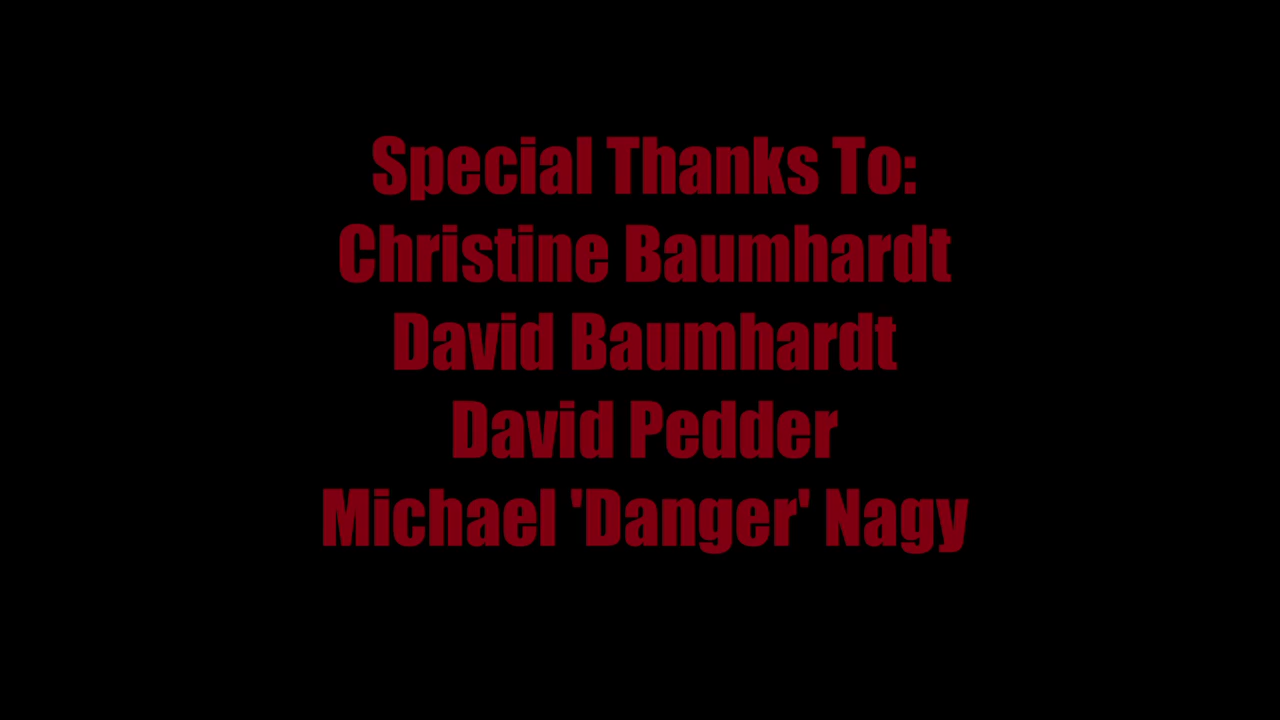 Special Thanks To:
Christine Baumhardt
David Baumhardt
David Pedder
Michael 'Danger' Nagy